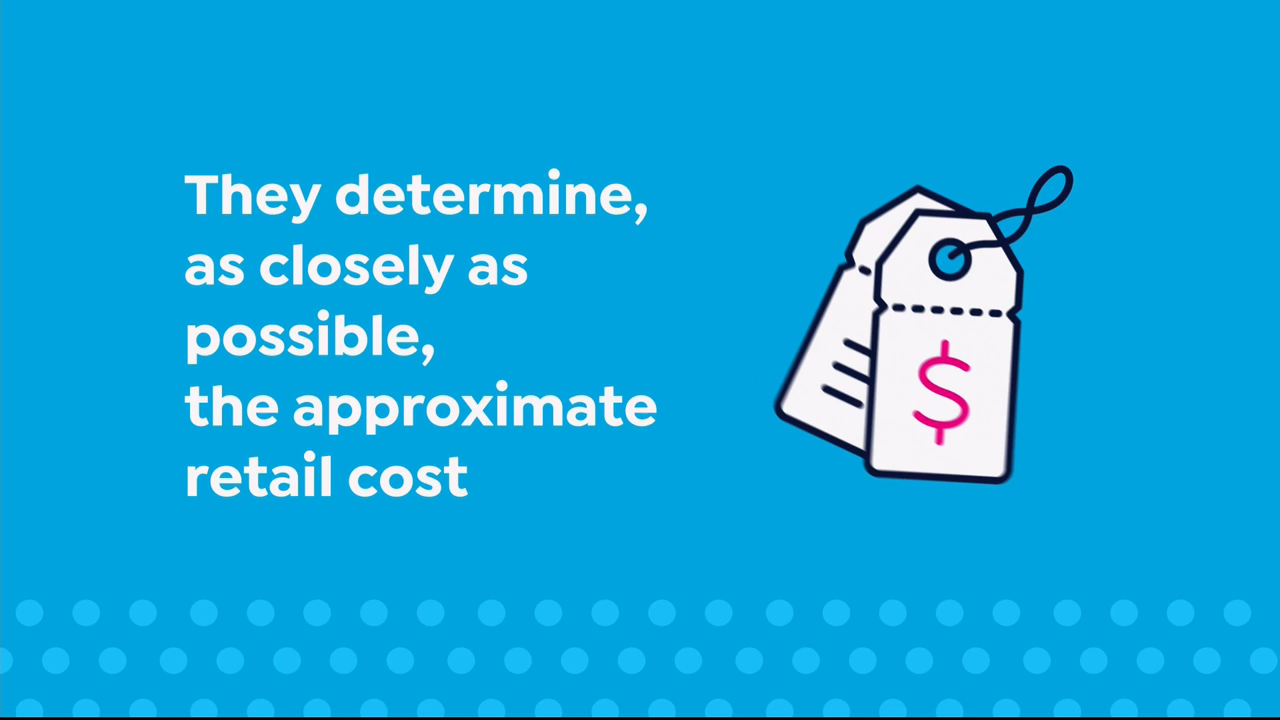 They determine,
as closely as
possible,
the approximate
retail cost
$